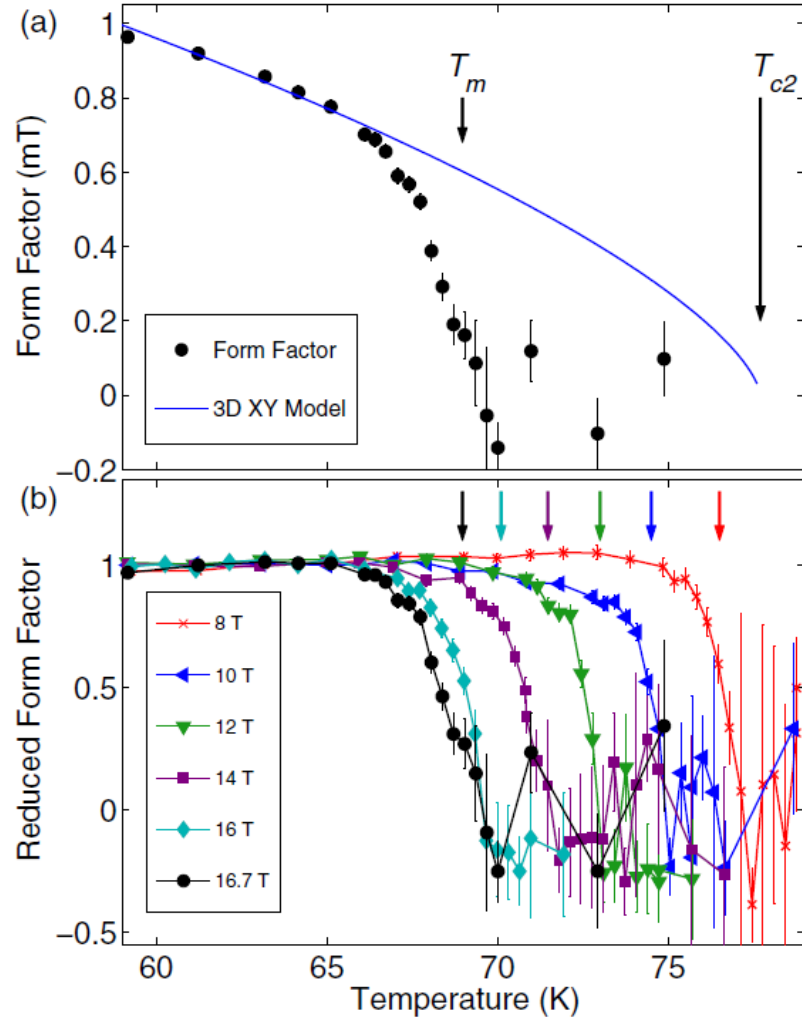 (a)
1
0.8
0.6
0.4
0.2
0
−0.2
Form Factor (mT)
T_m
T_c2
Form Factor
3D XY Model
(b)
1
0.5
0
−0.5
Reduced Form Factor
8 T
10 T
12 T
14 T
16 T
16.7 T
60
65
70
75
Temperature (K)